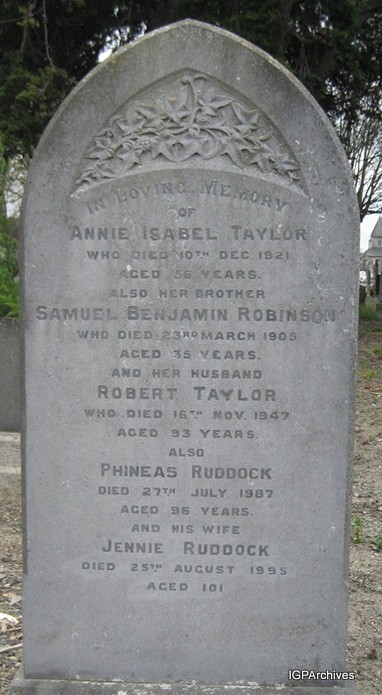 IN LOVING MEMORY
OF
ANNIE ISABEL TAYLOR
WHO DIED 10TH DEC. 1921
AGED 56 YEARS.
ALSO HER BROTHER
SAMUEL BENJAMIN ROBINSON
WHO DIED 23RD MARCH 1905
AGED 35 YEARS.
AND HER HUSBAND
ROBERT TAYLOR
WHO DIED 16TH NOV. 1947
AGED 93 YEARS
ALSO
PHINEAS RUDDOCK
DIED 27TH JULY 1987
AGED 96 YEARS.
AND HIS WIFE
JENNIE RUDDOCK
DIED 25TH AUGUST 1995
AGED 101
IGPArchives